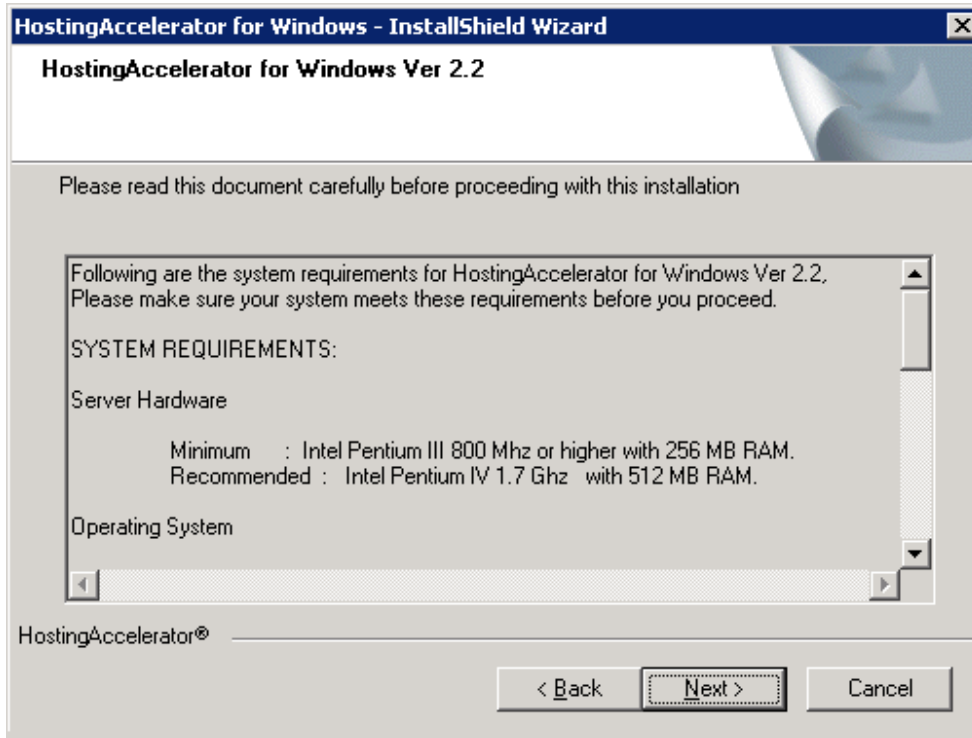 HostingAccelerator for Windows - InstallShield Wizard
HostingAccelerator for Windows Ver 2.2
Please read this document carefully before proceeding with this installation
Following are the system requirements for HostingAccelerator for Windows Ver 2.2,
Please make sure your system meets these requirements before you proceed.
SYSTEM REQUIREMENTS:
Server Hardware
Minimum : Intel Pentium III 800 Mhz or higher with 256 MB RAM.
Recommended : Intel Pentium IV 1.7 Ghz with 512 MB RAM.
Operating System
HostingAccelerator®
< Back Next > Cancel